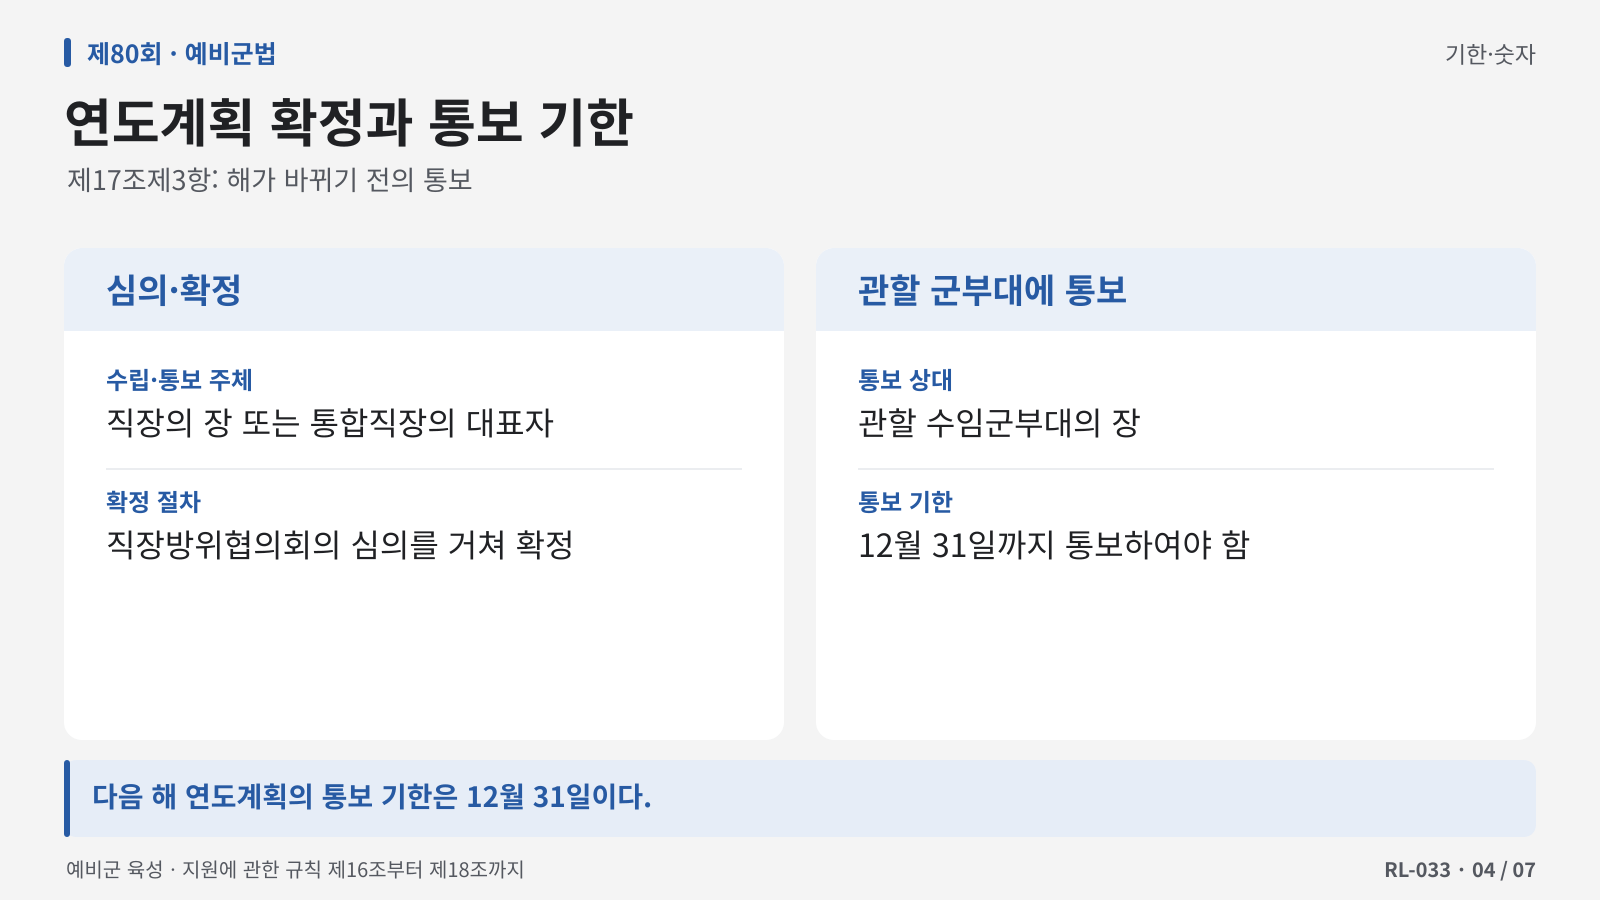 제80회 · 예비군법
기한·숫자
연도계획 확정과 통보 기한
제17조제3항: 해가 바뀌기 전의 통보
심의·확정
수립·통보 주체
직장의 장 또는 통합직장의 대표자
확정 절차
직장방위협의회의 심의를 거쳐 확정
관할 군부대에 통보
통보 상대
관할 수임군부대의 장
통보 기한
12월 31일까지 통보하여야 함
다음 해 연도계획의 통보 기한은 12월 31일이다.
예비군 육성 · 지원에 관한 규칙 제16조부터 제18조까지
RL-033 · 04 / 07